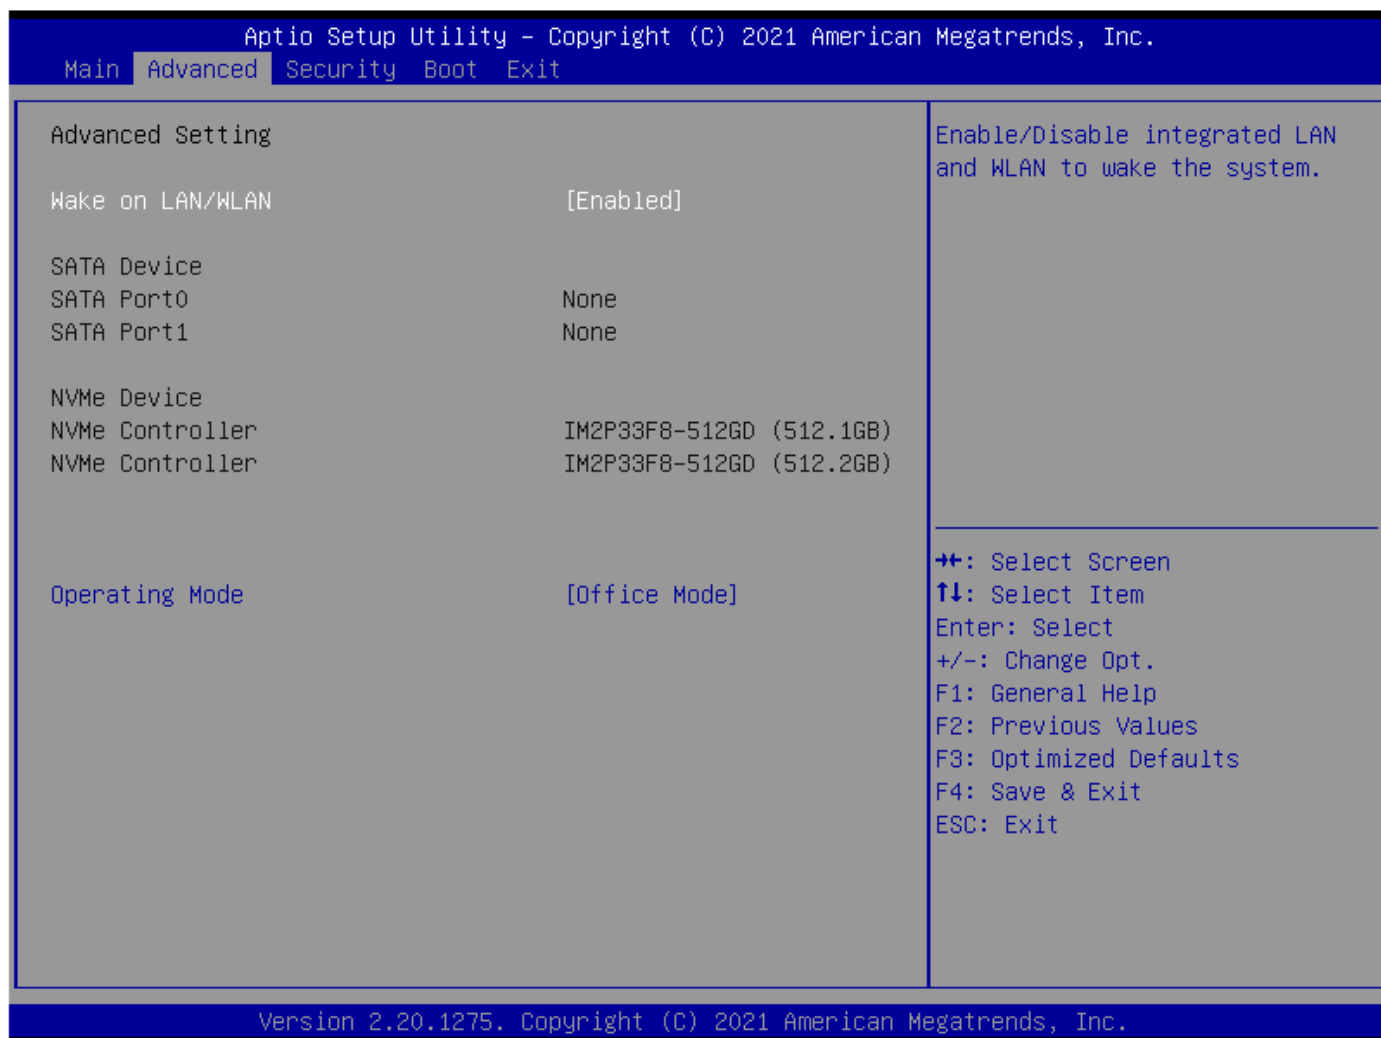 Aptio Setup Utility – Copyright (C) 2021 American Megatrends, Inc.
Main Advanced Security Boot Exit
Advanced Setting
Wake on LAN/WLAN [Enabled]
SATA Device
SATA Port0 None
SATA Port1 None
NVMe Device
NVMe Controller IM2P33F8-512GD (512.1GB)
NVMe Controller IM2P33F8-512GD (512.2GB)
Operating Mode [Office Mode]
Enable/Disable integrated LAN
and WLAN to wake the system.
→←: Select Screen
↑↓: Select Item
Enter: Select
+/-: Change Opt.
F1: General Help
F2: Previous Values
F3: Optimized Defaults
F4: Save & Exit
ESC: Exit
Version 2.20.1275. Copyright (C) 2021 American Megatrends, Inc.